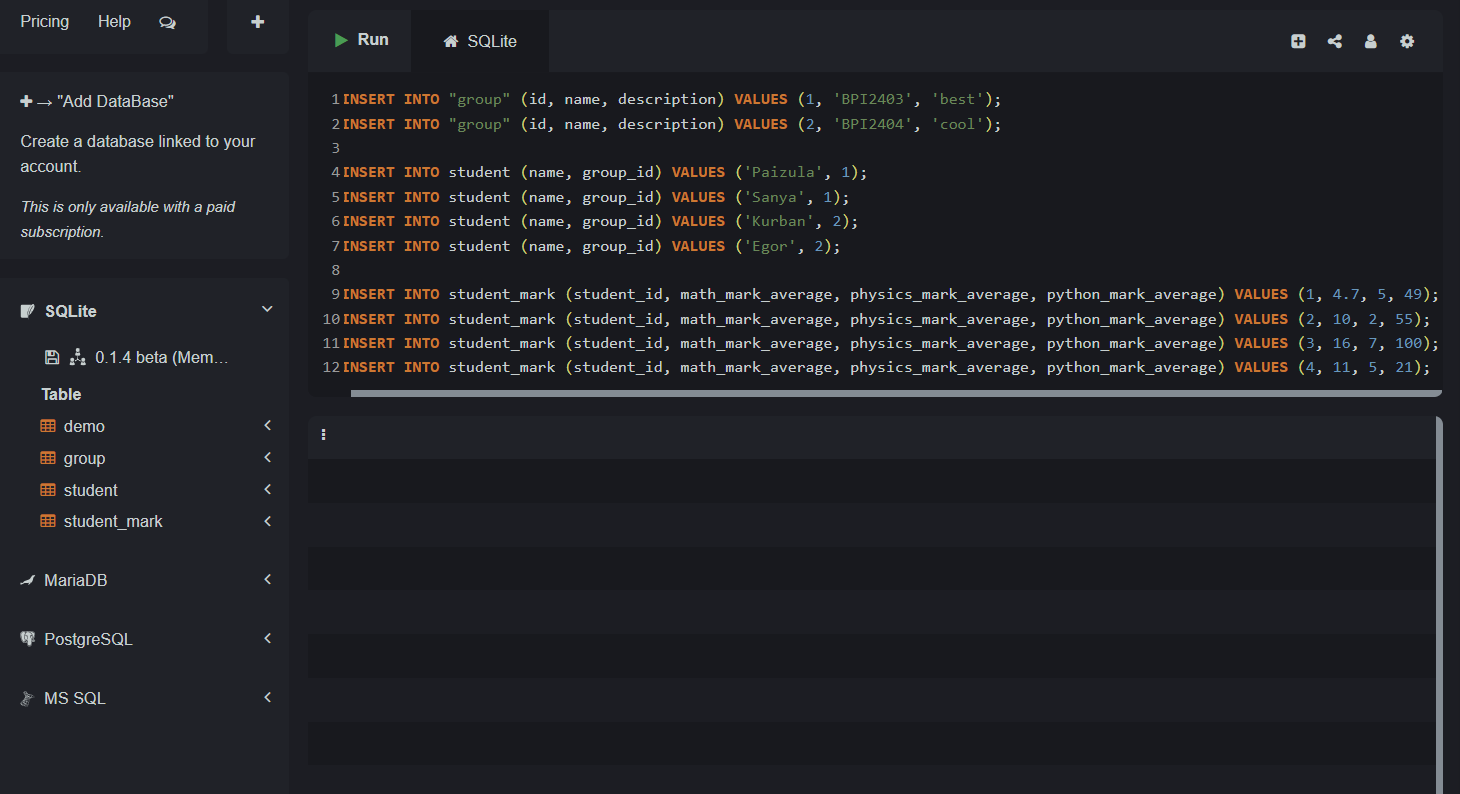 Pricing Help
"Add DataBase"
Create a database linked to your
account.
This is only available with a paid
subscription.
SQLite
0.1.4 beta (Mem…
Table
demo
group
student
student_mark
MariaDB
PostgreSQL
MS SQL
Run SQLite
1 INSERT INTO "group" (id, name, description) VALUES (1, 'BPI2403', 'best');
2 INSERT INTO "group" (id, name, description) VALUES (2, 'BPI2404', 'cool');
3
4 INSERT INTO student (name, group_id) VALUES ('Paizula', 1);
5 INSERT INTO student (name, group_id) VALUES ('Sanya', 1);
6 INSERT INTO student (name, group_id) VALUES ('Kurban', 2);
7 INSERT INTO student (name, group_id) VALUES ('Egor', 2);
8
9 INSERT INTO student_mark (student_id, math_mark_average, physics_mark_average, python_mark_average) VALUES (1, 4.7, 5, 49);
10 INSERT INTO student_mark (student_id, math_mark_average, physics_mark_average, python_mark_average) VALUES (2, 10, 2, 55);
11 INSERT INTO student_mark (student_id, math_mark_average, physics_mark_average, python_mark_average) VALUES (3, 16, 7, 100);
12 INSERT INTO student_mark (student_id, math_mark_average, physics_mark_average, python_mark_average) VALUES (4, 11, 5, 21);